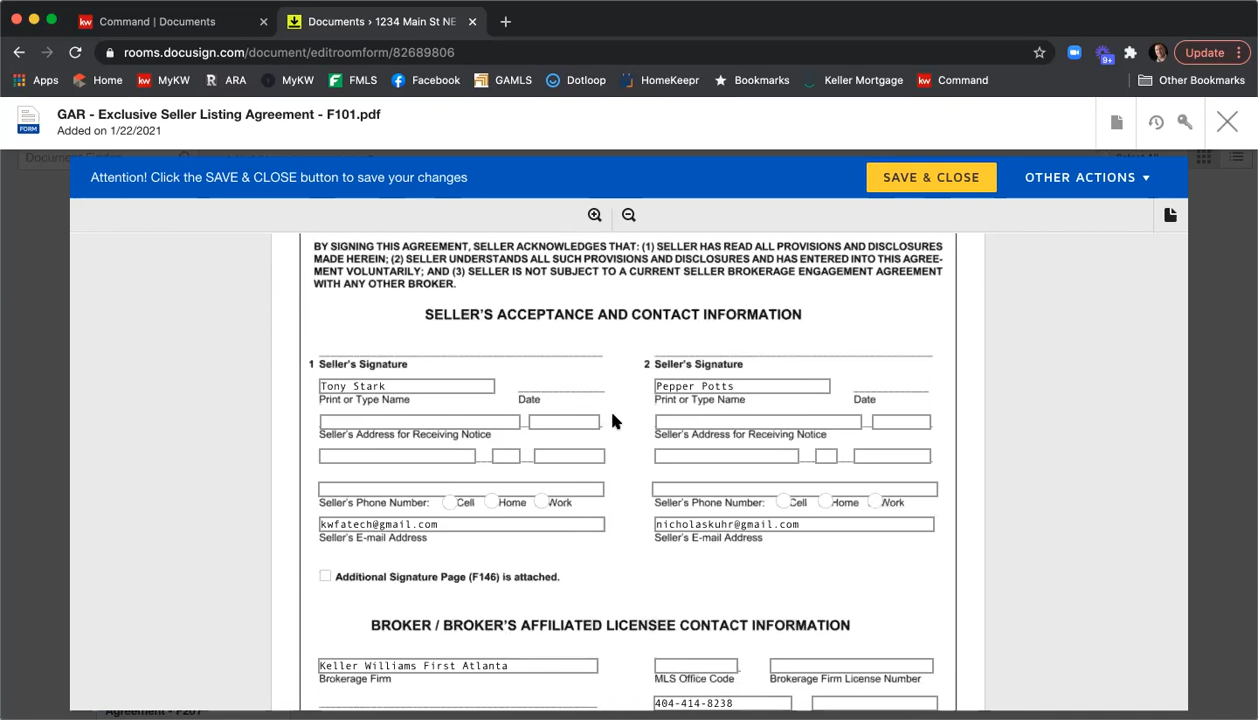 Command | Documents
Documents › 1234 Main St NE
rooms.docusign.com/document/editroomform/82689806
Update
Apps Home kw MyKW R ARA MyKW FMLS Facebook GAMLS Dotloop HomeKeepr Bookmarks Keller Mortgage kw Command Other Bookmarks
9+
GAR - Exclusive Seller Listing Agreement - F101.pdf
FORM
Added on 1/22/2021
Attention! Click the SAVE & CLOSE button to save your changes
SAVE & CLOSE
OTHER ACTIONS
BY SIGNING THIS AGREEMENT, SELLER ACKNOWLEDGES THAT: (1) SELLER HAS READ ALL PROVISIONS AND DISCLOSURES
MADE HEREIN; (2) SELLER UNDERSTANDS ALL SUCH PROVISIONS AND DISCLOSURES AND HAS ENTERED INTO THIS AGREE-
MENT VOLUNTARILY; AND (3) SELLER IS NOT SUBJECT TO A CURRENT SELLER BROKERAGE ENGAGEMENT AGREEMENT
WITH ANY OTHER BROKER.
SELLER'S ACCEPTANCE AND CONTACT INFORMATION
1 Seller's Signature
2 Seller's Signature
Tony Stark
Pepper Potts
Print or Type Name Date
Print or Type Name Date
Seller's Address for Receiving Notice
Seller's Address for Receiving Notice
Seller's Phone Number: Cell Home Work
Seller's Phone Number: Cell Home Work
kwfatech@gmail.com
nicholaskuhr@gmail.com
Seller's E-mail Address
Seller's E-mail Address
Additional Signature Page (F146) is attached.
BROKER / BROKER'S AFFILIATED LICENSEE CONTACT INFORMATION
Keller Williams First Atlanta
Brokerage Firm
MLS Office Code
Brokerage Firm License Number
404-414-8238
Agreement - F201